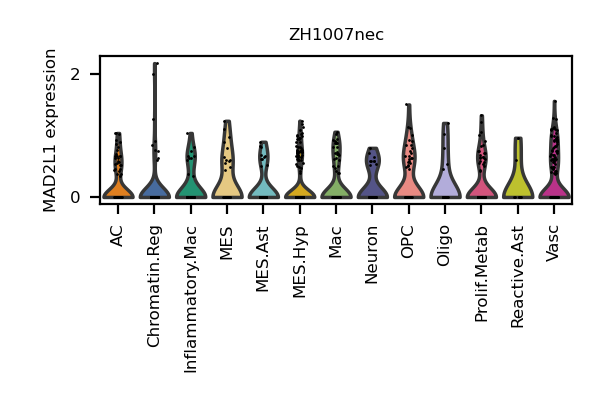 ZH1007nec
MAD2L1 expression
2
0
AC
Chromatin.Reg
Inflammatory.Mac
MES
MES.Ast
MES.Hyp
Mac
Neuron
OPC
Oligo
Prolif.Metab
Reactive.Ast
Vasc